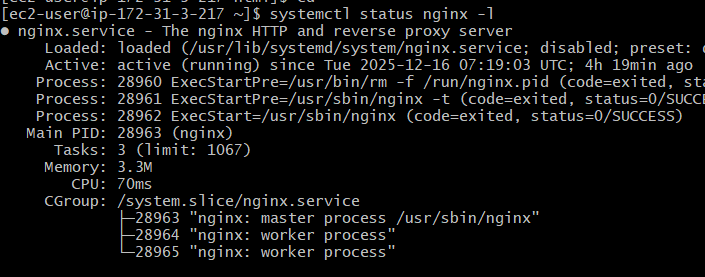 [ec2-user@ip-172-31-3-217 ~]$ systemctl status nginx -l
● nginx.service - The nginx HTTP and reverse proxy server
Loaded: loaded (/usr/lib/systemd/system/nginx.service; disabled; preset:
Active: active (running) since Tue 2025-12-16 07:19:03 UTC; 4h 19min ago
Process: 28960 ExecStartPre=/usr/bin/rm -f /run/nginx.pid (code=exited, status
Process: 28961 ExecStartPre=/usr/sbin/nginx -t (code=exited, status=0/SUCCE
Process: 28962 ExecStart=/usr/sbin/nginx (code=exited, status=0/SUCCESS)
Main PID: 28963 (nginx)
Tasks: 3 (limit: 1067)
Memory: 3.3M
CPU: 70ms
CGroup: /system.slice/nginx.service
├─28963 "nginx: master process /usr/sbin/nginx"
├─28964 "nginx: worker process"
└─28965 "nginx: worker process"